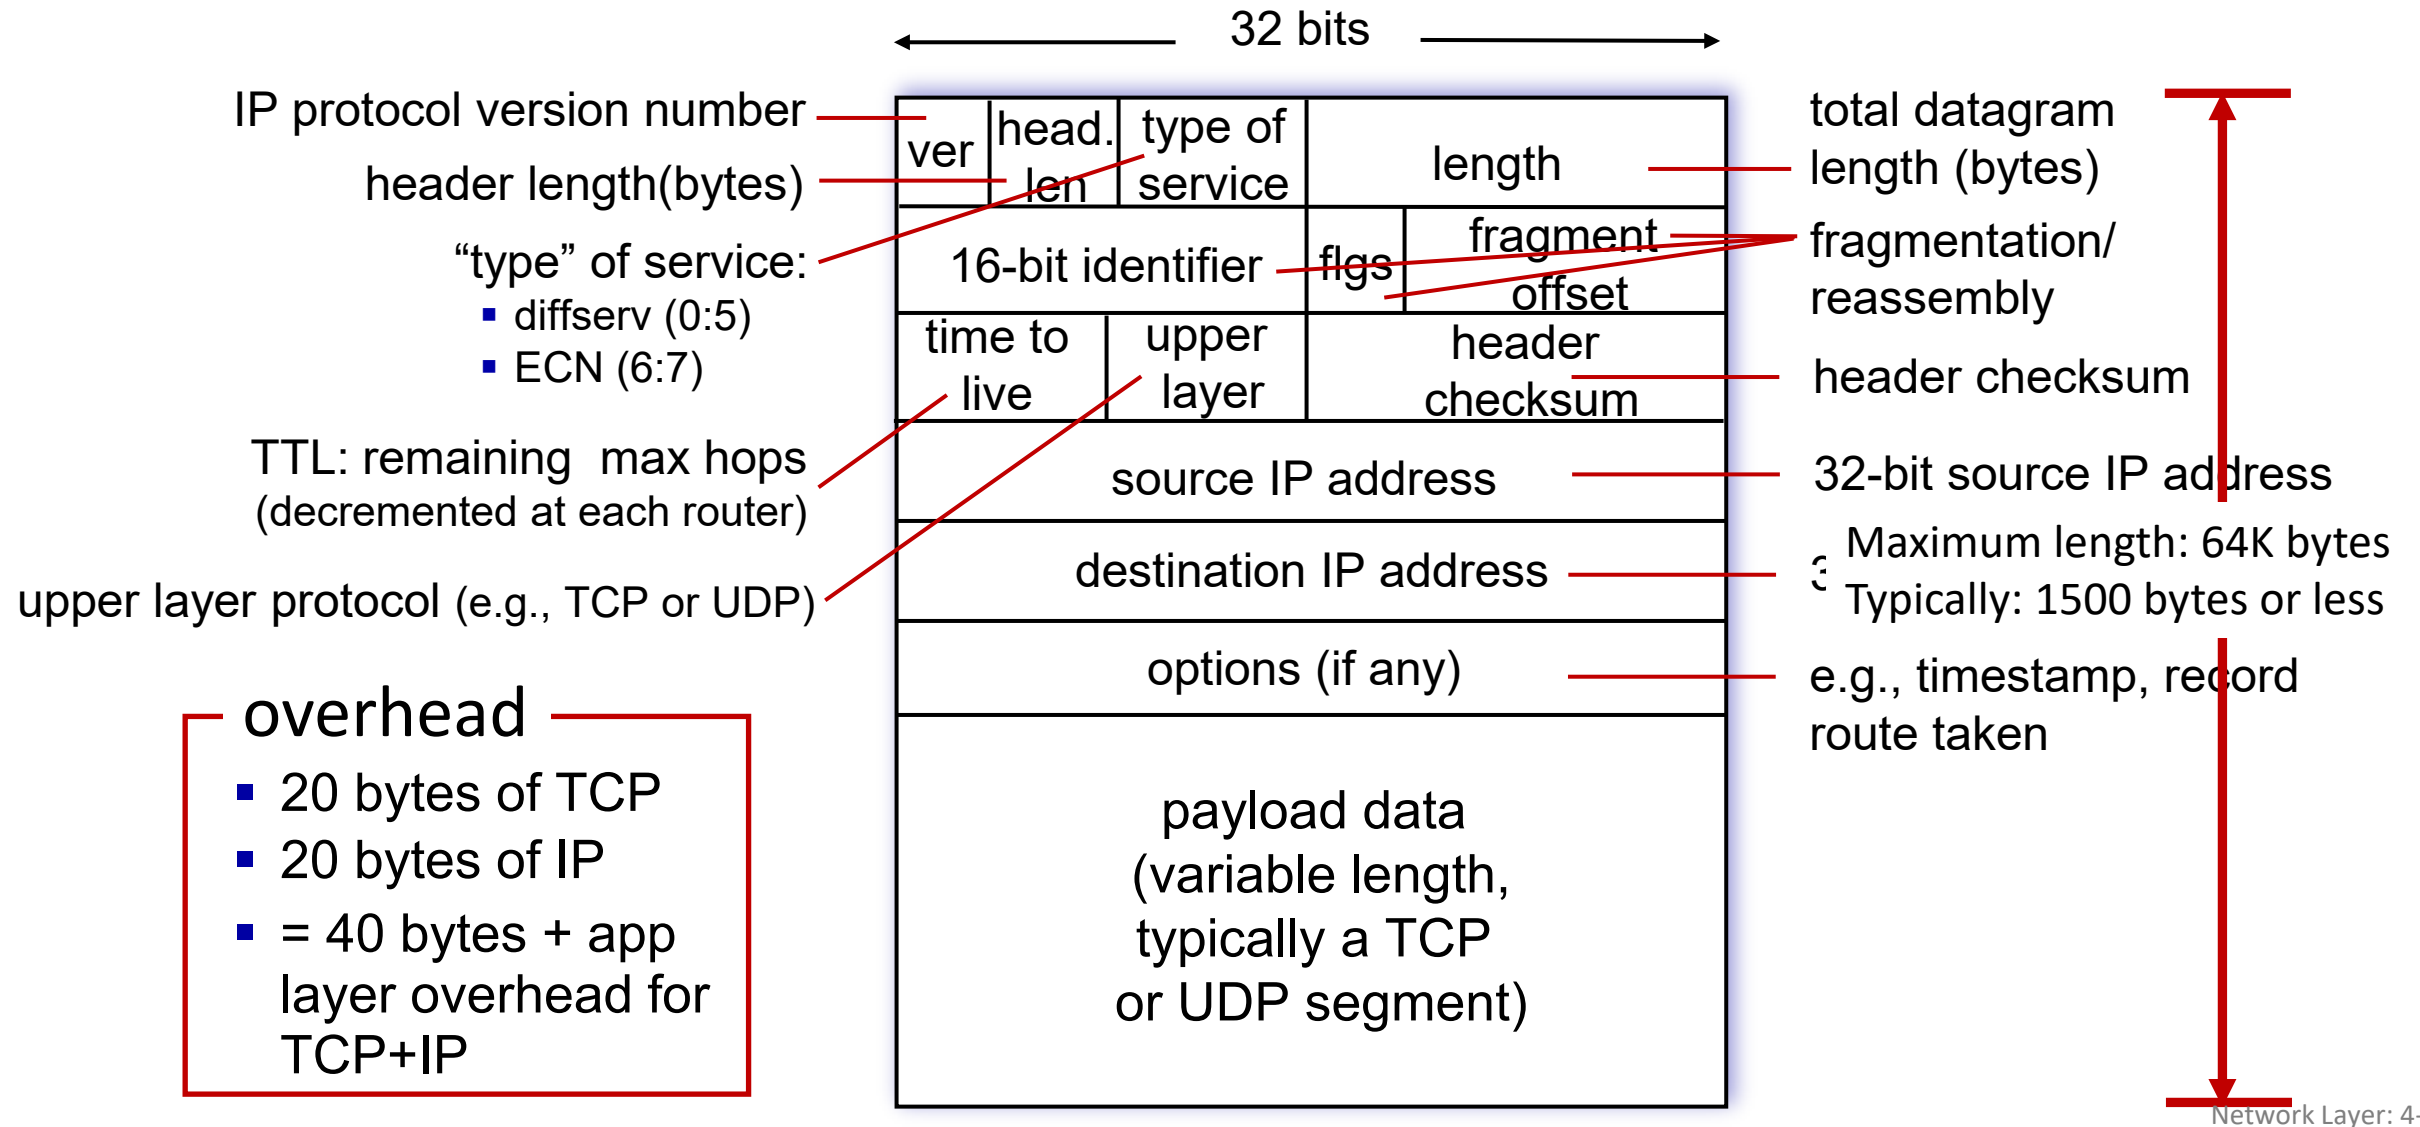 32 bits
IP protocol version number
header length(bytes)
“type” of service:
diffserv (0:5)
ECN (6:7)
TTL: remaining max hops
(decremented at each router)
upper layer protocol (e.g., TCP or UDP)
overhead
20 bytes of TCP
20 bytes of IP
= 40 bytes + app
layer overhead for
TCP+IP
ver
head.
len
type of
service
length
16-bit identifier
flgs
fragment
offset
time to
live
upper
layer
header
checksum
source IP address
destination IP address
options (if any)
payload data
(variable length,
typically a TCP
or UDP segment)
total datagram
length (bytes)
fragmentation/
reassembly
header checksum
32-bit source IP address
Maximum length: 64K bytes
Typically: 1500 bytes or less
e.g., timestamp, record
route taken
Network Layer: 4-